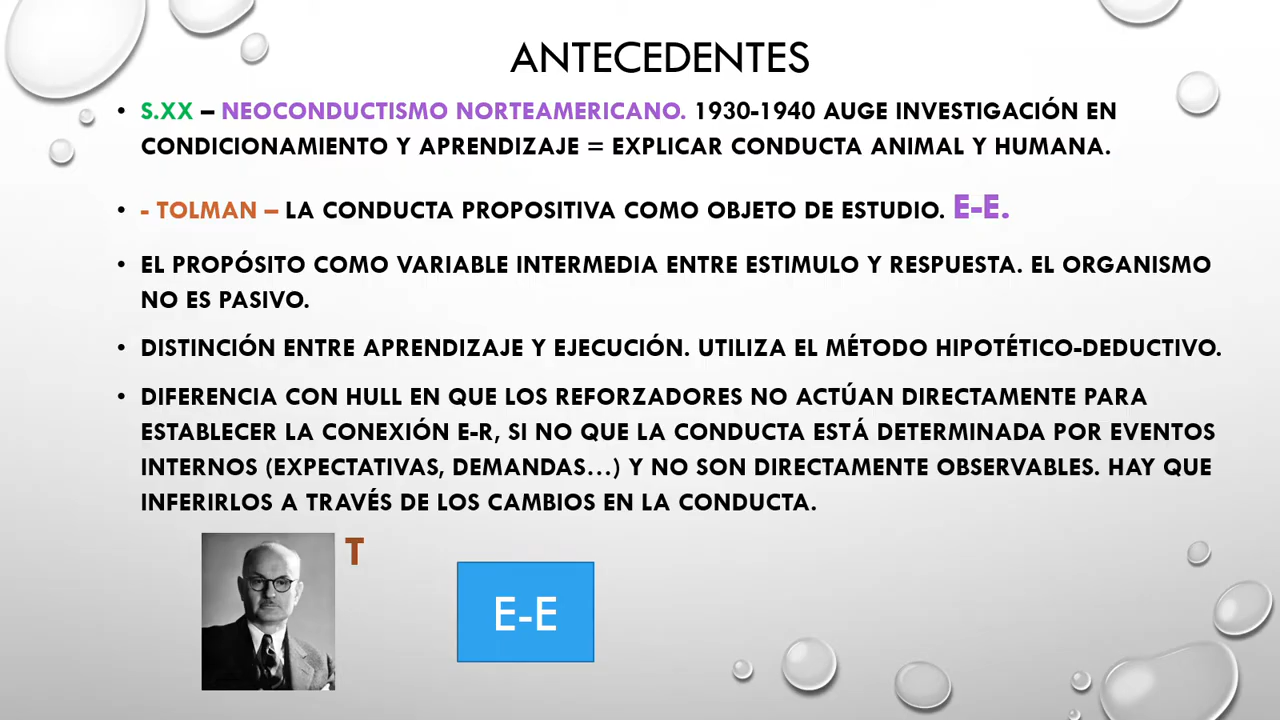 ANTECEDENTES
• S.XX – NEOCONDUCTISMO NORTEAMERICANO. 1930-1940 AUGE INVESTIGACIÓN EN
CONDICIONAMIENTO Y APRENDIZAJE = EXPLICAR CONDUCTA ANIMAL Y HUMANA.
• - TOLMAN – LA CONDUCTA PROPOSITIVA COMO OBJETO DE ESTUDIO. E-E.
• EL PROPÓSITO COMO VARIABLE INTERMEDIA ENTRE ESTIMULO Y RESPUESTA. EL ORGANISMO
NO ES PASIVO.
• DISTINCIÓN ENTRE APRENDIZAJE Y EJECUCIÓN. UTILIZA EL MÉTODO HIPOTÉTICO-DEDUCTIVO.
• DIFERENCIA CON HULL EN QUE LOS REFORZADORES NO ACTÚAN DIRECTAMENTE PARA
ESTABLECER LA CONEXIÓN E-R, SI NO QUE LA CONDUCTA ESTÁ DETERMINADA POR EVENTOS
INTERNOS (EXPECTATIVAS, DEMANDAS…) Y NO SON DIRECTAMENTE OBSERVABLES. HAY QUE
INFERIRLOS A TRAVÉS DE LOS CAMBIOS EN LA CONDUCTA.
T
E-E